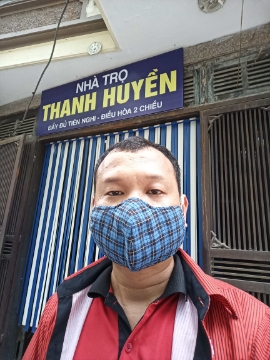 NHÀ TRỌ
THANH HUYỀN
ĐẦY ĐỦ TIỆN NGHI - ĐIỀU HÒA 2 CHIỀU